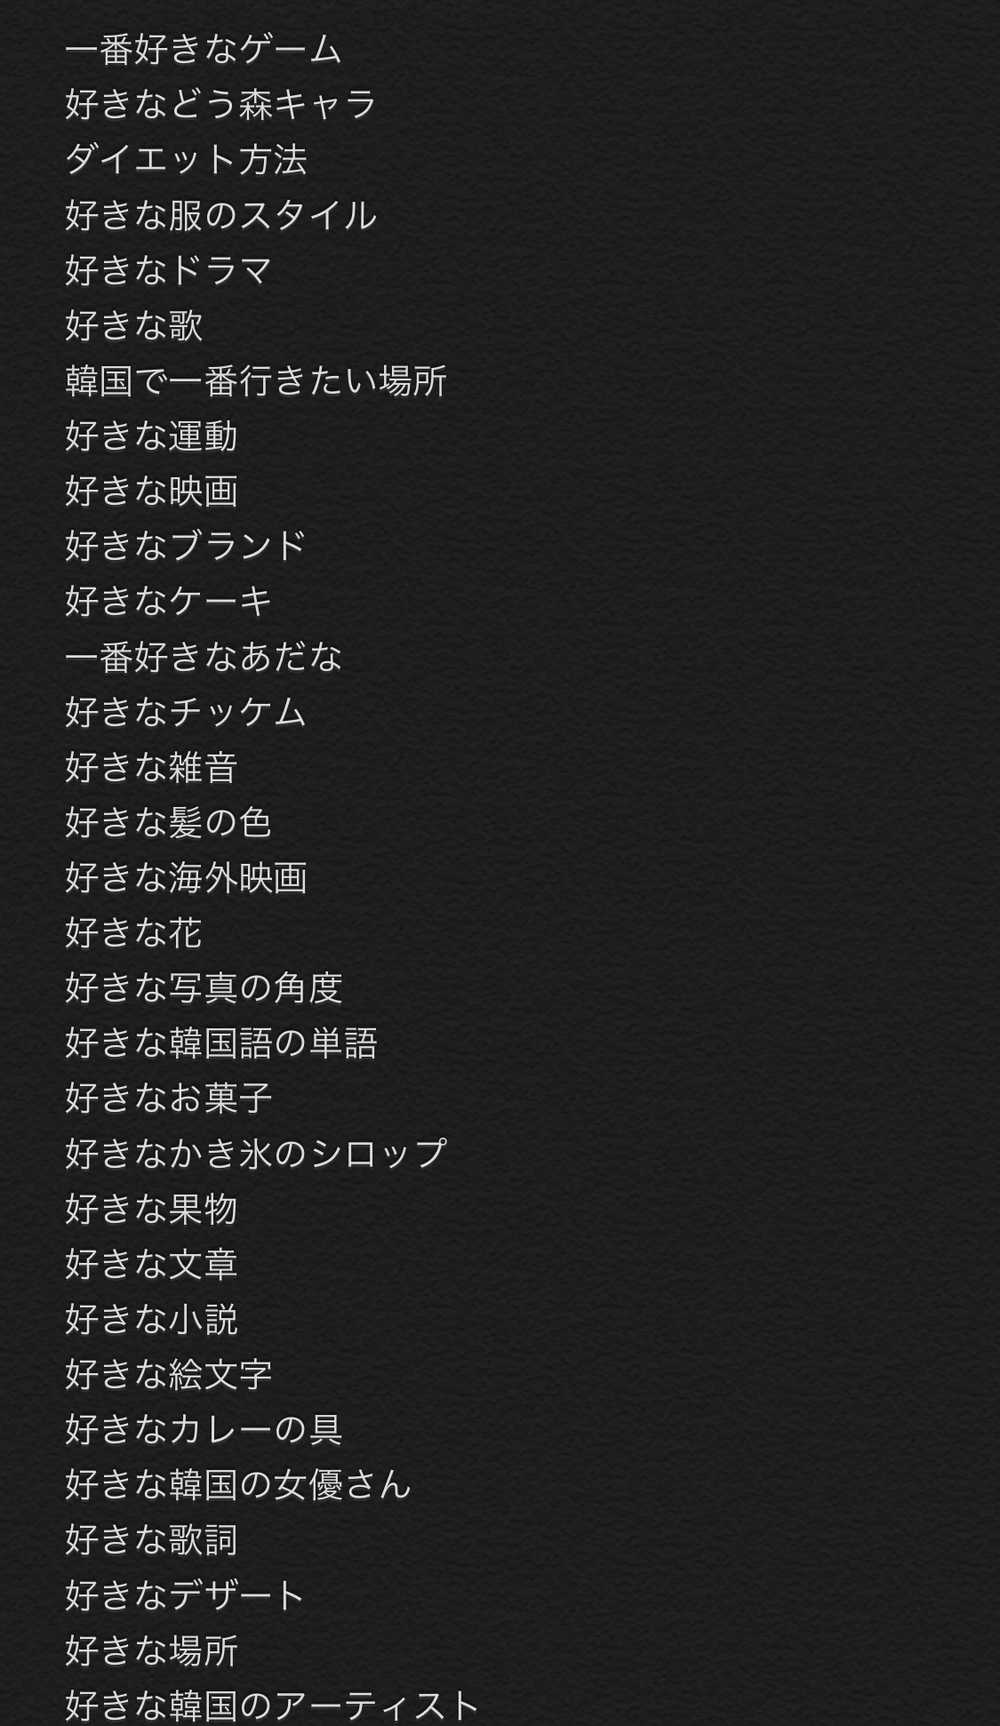 一番好きなゲーム
好きなどう森キャラ
ダイエット方法
好きな服のスタイル
好きなドラマ
好きな歌
韓国で一番行きたい場所
好きな運動
好きな映画
好きなブランド
好きなケーキ
一番好きなあだな
好きなチッケム
好きな雑音
好きな髪の色
好きな海外映画
好きな花
好きな写真の角度
好きな韓国語の単語
好きなお菓子
好きなかき氷のシロップ
好きな果物
好きな文章
好きな小説
好きな絵文字
好きなカレーの具
好きな韓国の女優さん
好きな歌詞
好きなデザート
好きな場所
好きな韓国のアーティスト